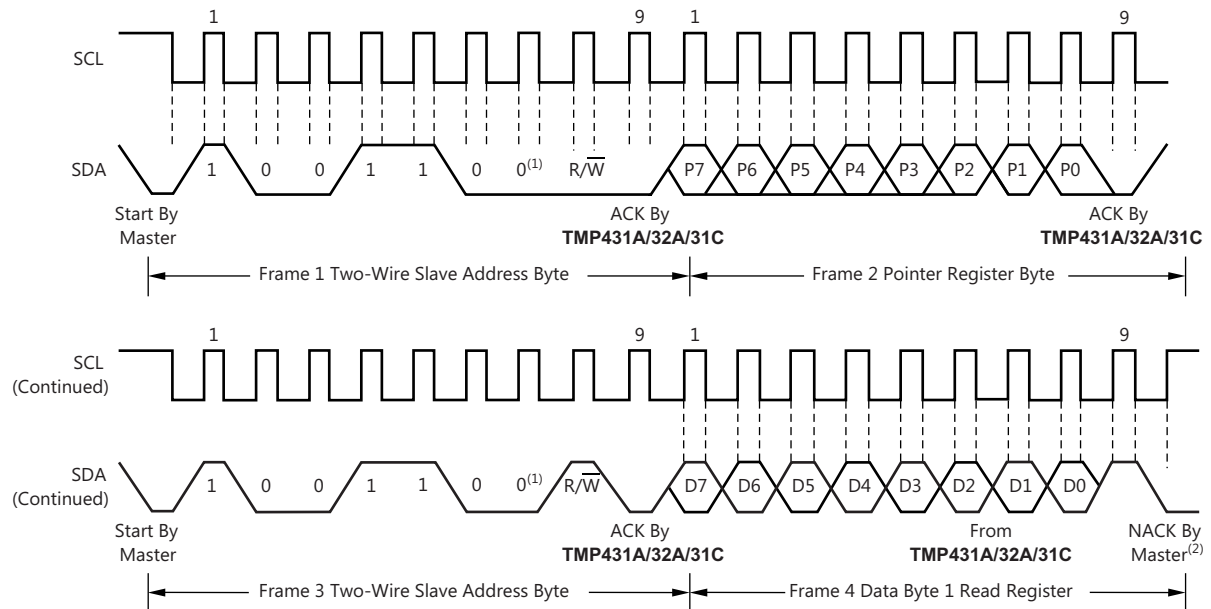 1 9 1 9
SCL
SDA 1 0 0 1 1 0 0(1) R/W̅ P7 P6 P5 P4 P3 P2 P1 P0
Start By
Master
ACK By
TMP431A/32A/31C
ACK By
TMP431A/32A/31C
Frame 1 Two-Wire Slave Address Byte
Frame 2 Pointer Register Byte
1 9 1 9
SCL
(Continued)
SDA
(Continued)
1 0 0 1 1 0 0(1) R/W̅ D7 D6 D5 D4 D3 D2 D1 D0
Start By
Master
ACK By
TMP431A/32A/31C
From
TMP431A/32A/31C
NACK By
Master(2)
Frame 3 Two-Wire Slave Address Byte
Frame 4 Data Byte 1 Read Register